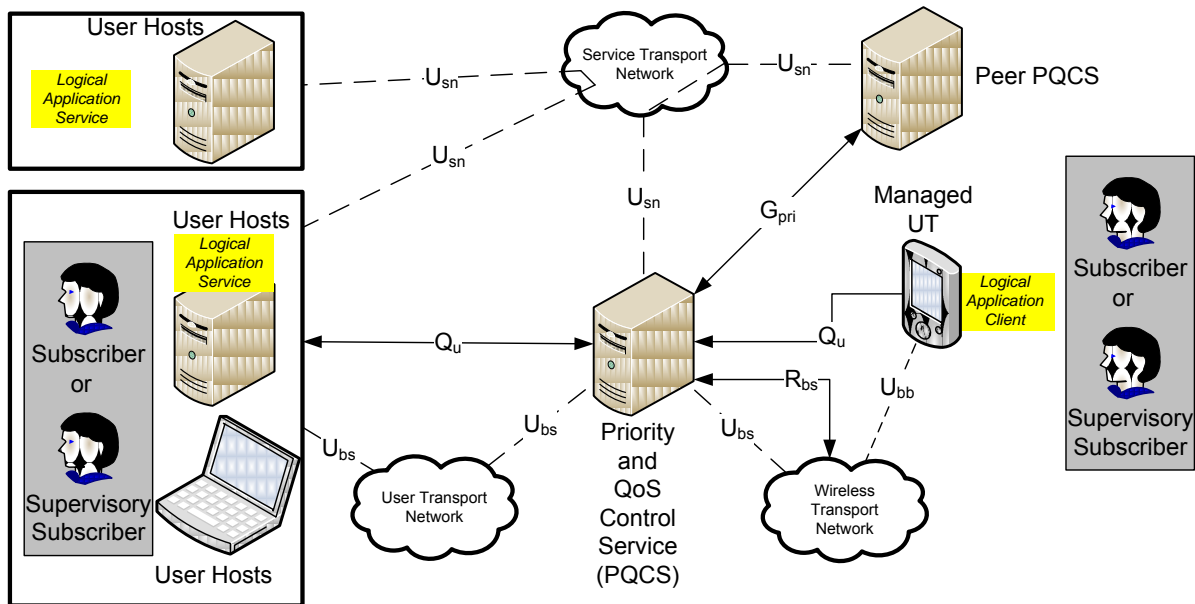 User Hosts
Logical
Application
Service
U_sn
Service Transport
Network
U_sn
Peer PQCS
U_sn
U_sn
G_pri
Managed
UT
Logical
Application
Client
Subscriber
or
Supervisory
Subscriber
User Hosts
Logical
Application
Service
Subscriber
or
Supervisory
Subscriber
User Hosts
Q_u
Q_u
R_bs
U_bb
U_bs
U_bs
U_bs
User Transport
Network
Priority
and
QoS
Control
Service
(PQCS)
Wireless
Transport
Network